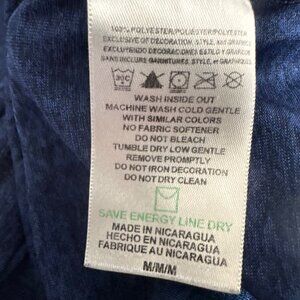 100% POLYESTER/POLIESTER/POLYESTER
EXCLUSIVE OF DECORATION, STYLE, and GRAPHICS
EXCLUYENDO DECORACIONES ESTILO y GRAFICOS
SANS INCLURE GARNITURES, STYLE, et GRAPHIQUES
30C
WASH INSIDE OUT
MACHINE WASH COLD GENTLE
WITH SIMILAR COLORS
NO FABRIC SOFTENER
DO NOT BLEACH
TUMBLE DRY LOW GENTLE
REMOVE PROMPTLY
DO NOT IRON DECORATION
DO NOT DRY CLEAN
SAVE ENERGY LINE DRY
MADE IN NICARAGUA
HECHO EN NICARAGUA
FABRIQUE AU NICARAGUA
M/M/M